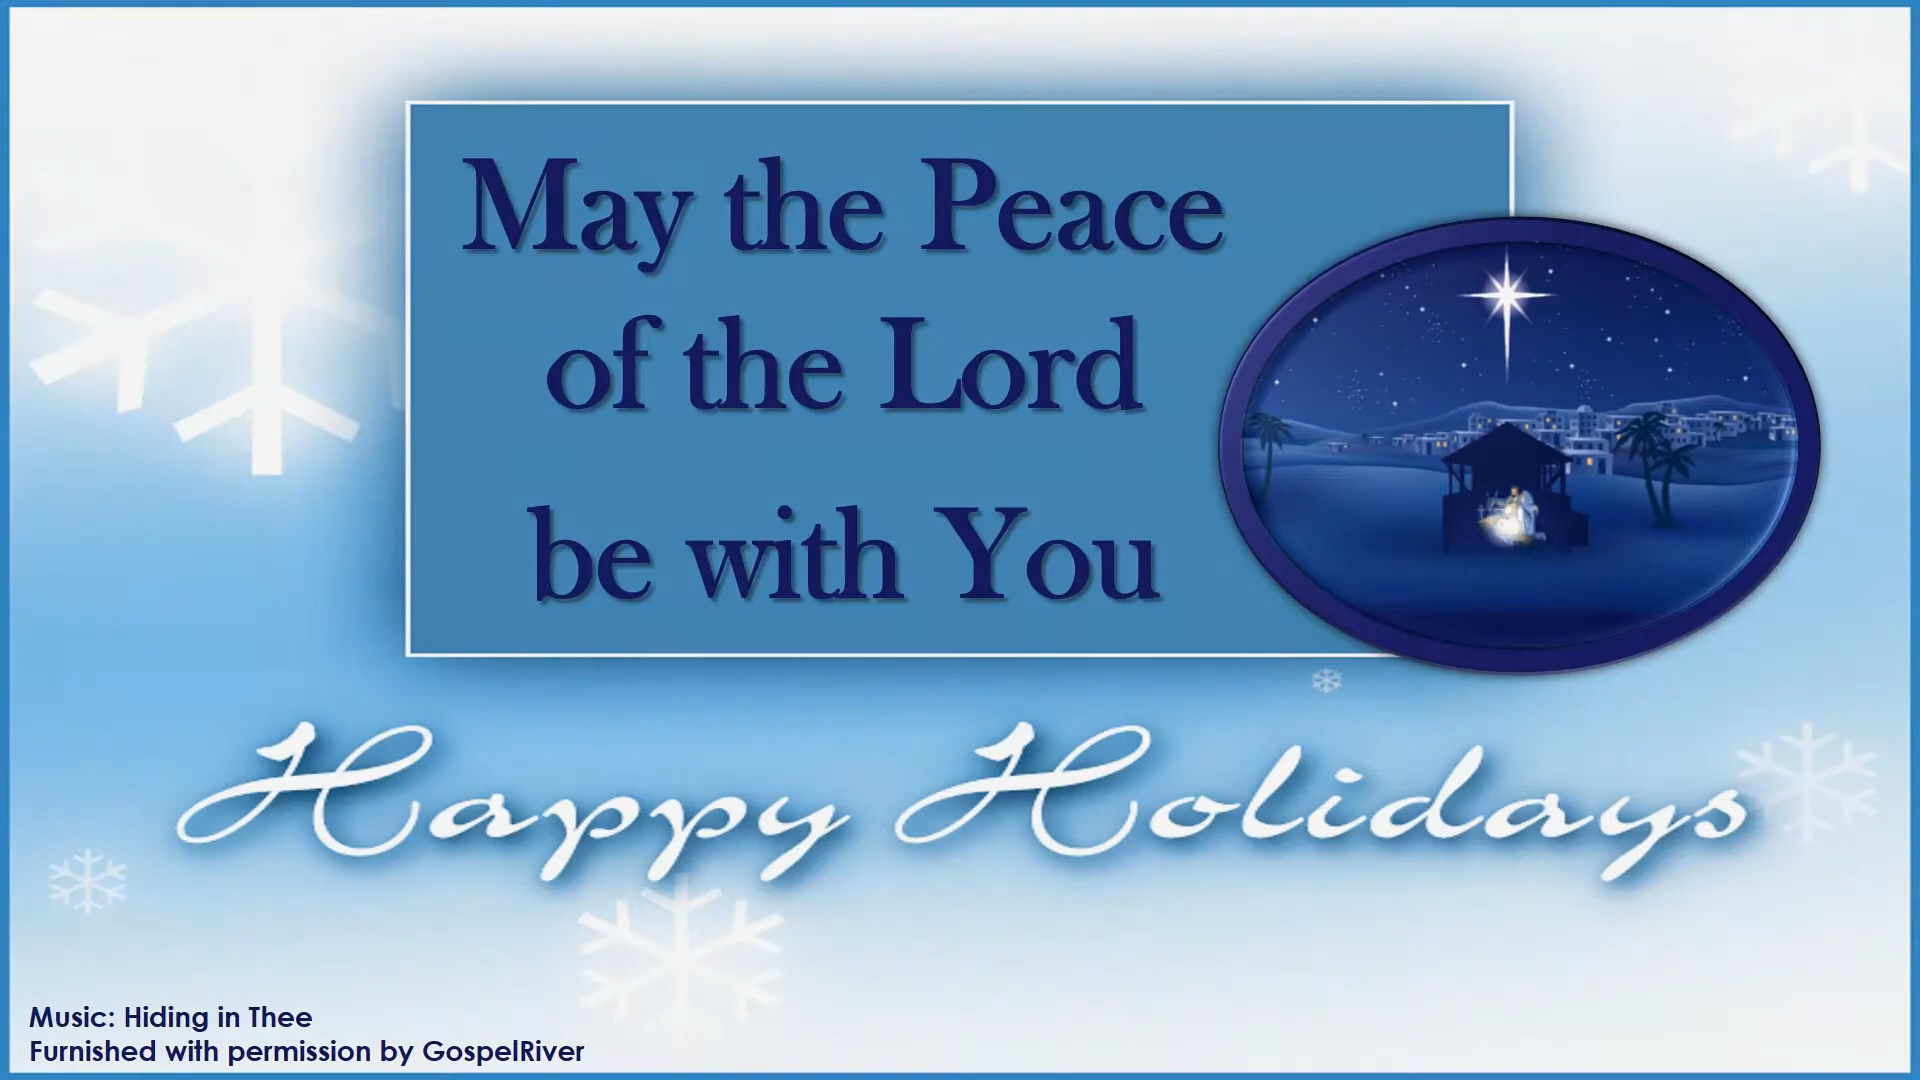 May the Peace
of the Lord
be with You
Happy Holidays
Music: Hiding in Thee
Furnished with permission by GospelRiver